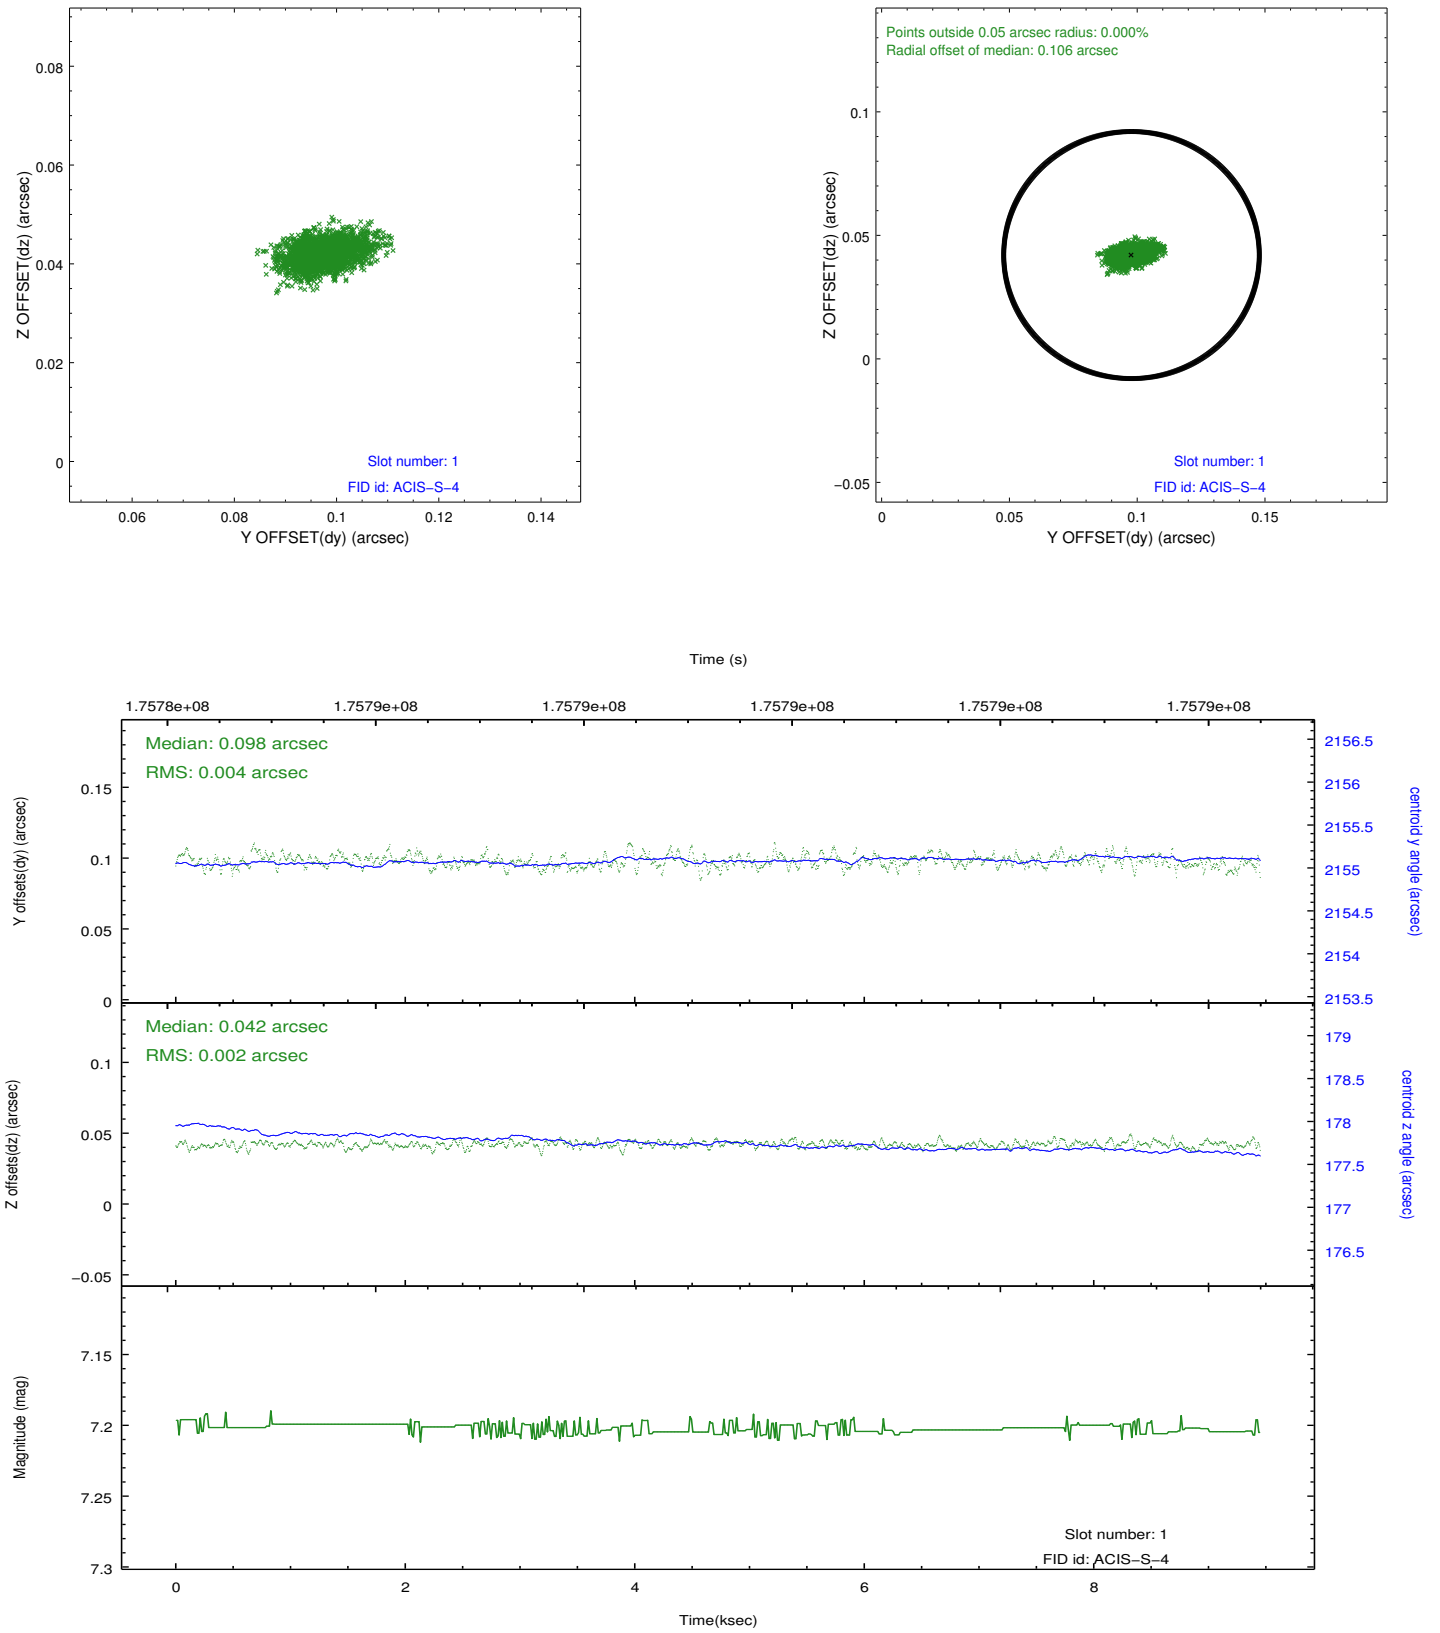 0.08
0.06
0.04
0.02
0
Z OFFSET(dz) (arcsec)
Slot number: 1
FID id: ACIS−S−4
0.06 0.08 0.1 0.12 0.14
Y OFFSET(dy) (arcsec)
Points outside 0.05 arcsec radius: 0.000%
Radial offset of median: 0.106 arcsec
0.1
0.05
0
−0.05
Z OFFSET(dz) (arcsec)
Slot number: 1
FID id: ACIS−S−4
0 0.05 0.1 0.15
Y OFFSET(dy) (arcsec)
Time (s)
1.7578e+08 1.7579e+08 1.7579e+08 1.7579e+08 1.7579e+08 1.7579e+08
Median: 0.098 arcsec
RMS: 0.004 arcsec
0.15
0.1
0.05
0
Y offsets(dy) (arcsec)
2156.5
2156
2155.5
2155
2154.5
2154
2153.5
centroid y angle (arcsec)
Median: 0.042 arcsec
RMS: 0.002 arcsec
0.1
0.05
0
−0.05
Z offsets(dz) (arcsec)
179
178.5
178
177.5
177
176.5
centroid z angle (arcsec)
7.15
7.2
7.25
7.3
Magnitude (mag)
Slot number: 1
FID id: ACIS−S−4
0 2 4 6 8
Time(ksec)